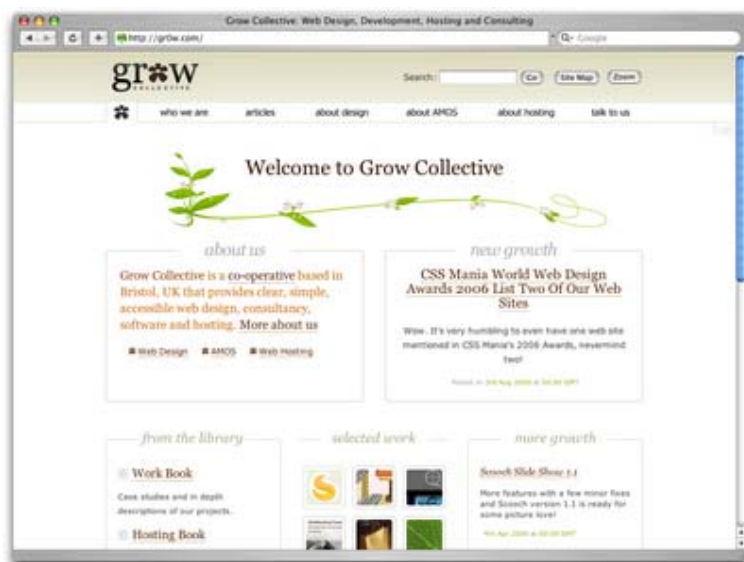 Grow Collective: Web Design, Development, Hosting and Consulting
http://gr0w.com/
Google
grow
COLLECTIVE
Search:
Go
Site Map
Zoom
who we are
articles
about design
about AMOS
about hosting
talk to us
Welcome to Grow Collective
about us
Grow Collective is a co-operative based in
Bristol, UK that provides clear, simple,
accessible web design, consultancy,
software and hosting. More about us
Web Design AMOS Web Hosting
new growth
CSS Mania World Web Design
Awards 2006 List Two Of Our Web
Sites
Wow. It's very humbling to even have one web site
mentioned in CSS Mania's 2006 Awards, nevermind
two!
from the library
Work Book
Case studies and in depth
descriptions of our projects.
Hosting Book
selected work
more growth
Scooch Slide Show 1.1
More features with a few minor fixes
and Scooch version 1.1 is ready for
some picture love!